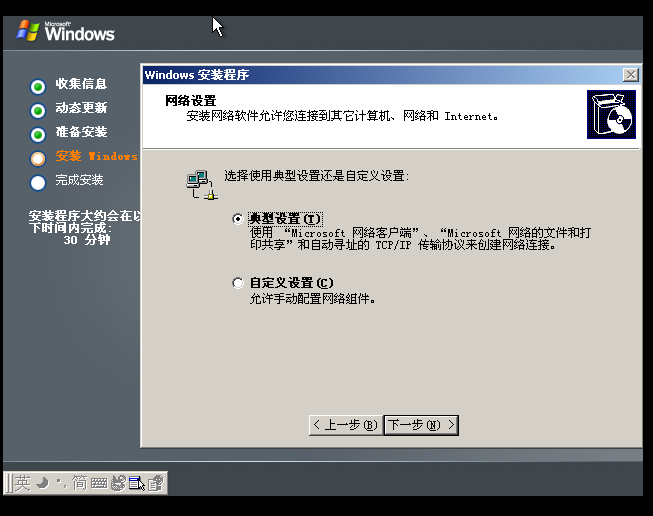 Microsoft
Windows
收集信息
动态更新
准备安装
安装 Windows
完成安装
安装程序大约会在以
下时间内完成:
30 分钟
Windows 安装程序
网络设置
安装网络软件允许您连接到其它计算机、网络和 Internet。
选择使用典型设置还是自定义设置:
典型设置(T)
使用 “Microsoft 网络客户端”、“Microsoft 网络的文件和打
印共享”和自动寻址的 TCP/IP 传输协议来创建网络连接。
自定义设置(C)
允许手动配置网络组件。
< 上一步(B)
下一步(N) >
英
简